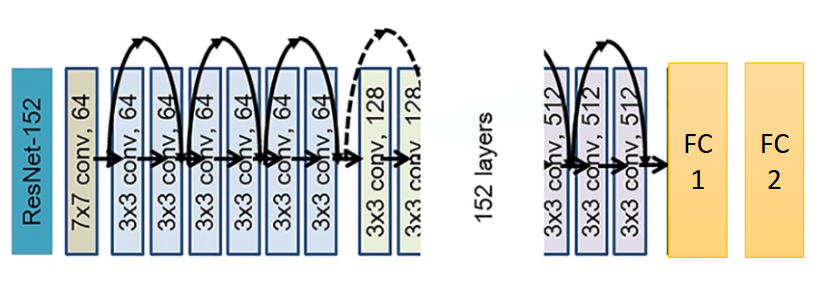 ResNet-152
7x7 conv, 64
3x3 conv, 64
3x3 conv, 64
3x3 conv, 64
3x3 conv, 64
3x3 conv, 64
3x3 conv, 64
3x3 conv, 128
3x3 conv, 128
152 layers
3x3 conv, 512
3x3 conv, 512
3x3 conv, 512
FC
1
FC
2